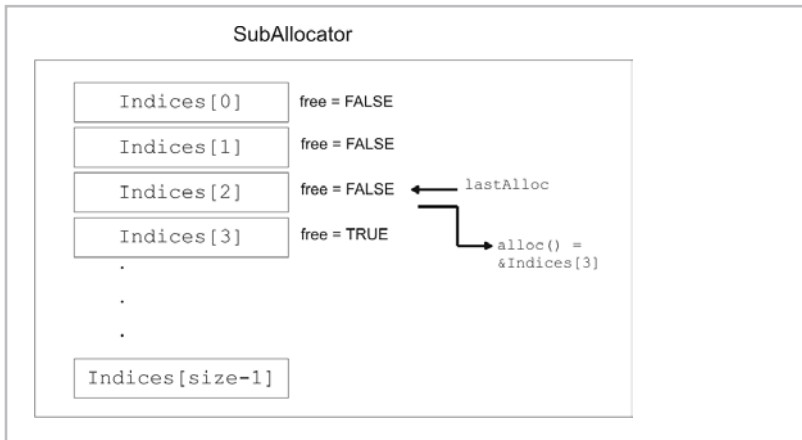 SubAllocator
Indices[0] free = FALSE
Indices[1] free = FALSE
Indices[2] free = FALSE lastAlloc
Indices[3] free = TRUE
alloc() =
&Indices[3]
.
.
.
Indices[size-1]